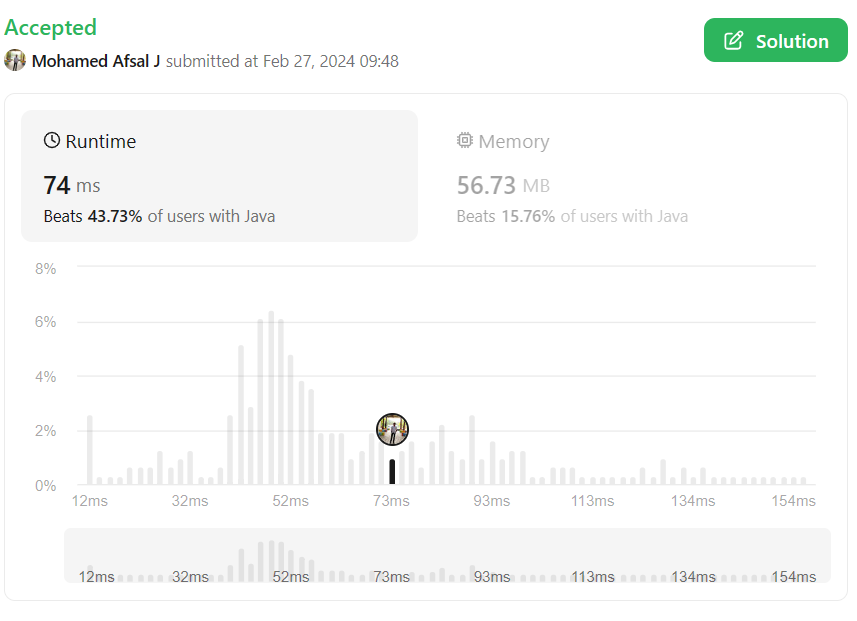 Accepted
Mohamed Afsal J submitted at Feb 27, 2024 09:48
Solution
Runtime
74 ms
Beats 43.73% of users with Java
Memory
56.73 MB
Beats 15.76% of users with Java
8%
6%
4%
2%
0%
12ms 32ms 52ms 73ms 93ms 113ms 134ms 154ms
12ms 32ms 52ms 73ms 93ms 113ms 134ms 154ms